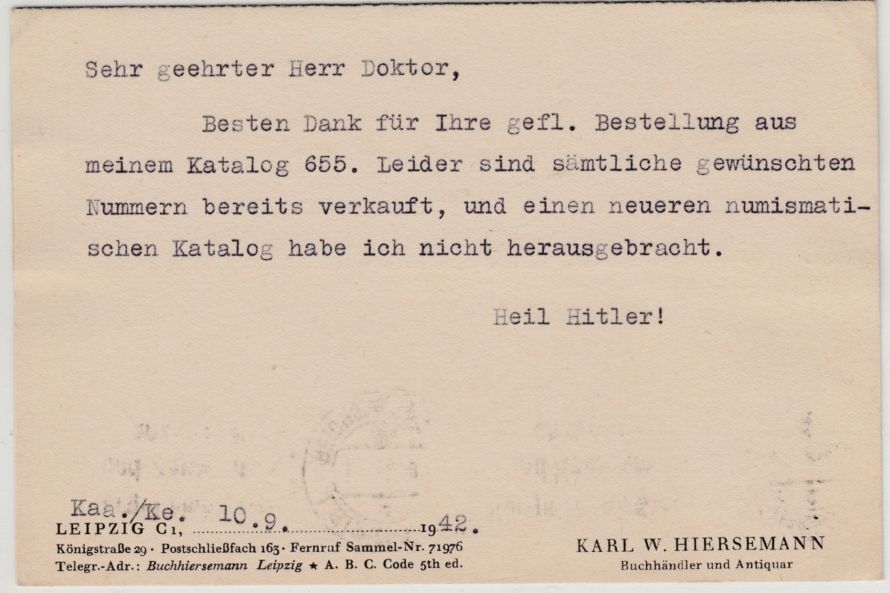 Sehr geehrter Herr Doktor,
Besten Dank für Ihre gefl. Bestellung aus
meinem Katalog 655. Leider sind sämtliche gewünschten
Nummern bereits verkauft, und einen neueren numismati-
schen Katalog habe ich nicht herausgebracht.
Heil Hitler!
Kaa./Ke. 10.9.
LEIPZIG C1, 1942.
Königstraße 29 · Postschließfach 163 · Fernruf Sammel-Nr. 71976
Telegr.-Adr.: Buchhiersemann Leipzig ★ A. B. C. Code 5th ed.
KARL W. HIERSEMANN
Buchhändler und Antiquar